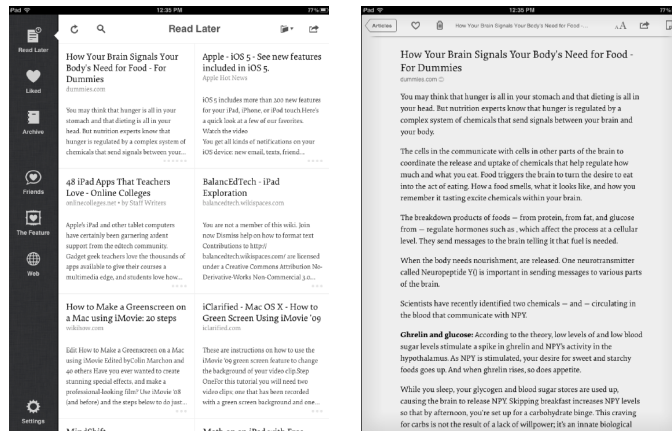 iPad
12:35 PM
77%
Read Later
Read Later
Liked
Archive
Friends
The Feature
Web
Settings
How Your Brain Signals Your
Body's Need for Food - For
Dummies
dummies.com
You may think that hunger is all in your
stomach and that dieting is all in your
head. But nutrition experts know that
hunger is regulated by a complex system of
chemicals that send signals between your...
Apple - iOS 5 - See new features
included in iOS 5.
Apple Hot News
iOS 5 includes more than 200 new features
for your iPad, iPhone, or iPod touch.Here's
a quick look at a few of our favorites.
Watch the video
You get all kinds of notifications on your
iOS device: new email, texts, friend...
48 iPad Apps That Teachers
Love - Online Colleges
onlinecolleges.net • by Staff Writers
Apple's iPad and other tablet computers
have certainly been garnering ardent
support from the edtech community.
Gadget geek teachers love the thousands of
apps available to give their courses a
multimedia edge, and students love how...
BalancEdTech - iPad
Exploration
balancedtech.wikispaces.com
You are not a member of this wiki. Join
now Dismiss Help on how to format text
Contributions to http://
balancedtech.wikispaces.com/ are licensed
under a Creative Commons Attribution No-
Derivative-Works Non-Commercial 3.0...
How to Make a Greenscreen on
a Mac using iMovie: 20 steps
wikihow.com
Edit How to Make a Greenscreen on a Mac
using iMovie Edited byColin Marchon and
40 others Have you ever wanted to create
stunning special effects, and make a
professional-looking film? Use iMovie '08
(and before) and the steps below to do just...
iClarified - Mac OS X - How to
Green Screen Using iMovie '09
iclarified.com
These are instructions on how to use the
iMovie '09 green screen feature to change
the background of your video clip.Step
OneFor this tutorial you will need two
video clips; one that has been recorded
with a green screen background and one...
MindShift
iPad
12:35 PM
77%
Articles
How Your Brain Signals Your Body's Need for Food - For Dummies
AA
How Your Brain Signals Your Body's Need for Food -
For Dummies
dummies.com
You may think that hunger is all in your stomach and that dieting is all in
your head. But nutrition experts know that hunger is regulated by a
complex system of chemicals that send signals between your brain and
your body.
The cells in the communicate with cells in other parts of the brain to
coordinate the release and uptake of chemicals that help regulate how
much and what you eat. Food triggers the brain to turn the desire to eat
into the act of eating. How a food smells, what it looks like, and how you
remember it tasting excite chemicals within your brain.
The breakdown products of foods — from protein, from fat, and glucose
from — regulate hormones such as , which affect the process at a cellular
level. They send messages to the brain telling it that fuel is needed.
When the body needs nourishment, are released. One neurotransmitter
called Neuropeptide Y() is important in sending messages to various parts
of the brain.
Scientists have recently identified two chemicals — and — circulating in
the blood that communicate with NPY.
Ghrelin and glucose: According to the theory, low levels of and low blood
sugar levels stimulate a spike in ghrelin and NPY's activity in the
hypothalamus. As NPY is stimulated, your desire for sweet and starchy
foods goes up. And when ghrelin rises, so does appetite.
While you sleep, your glycogen and blood sugar stores are used up,
causing the brain to release NPY. Skipping breakfast increases NPY levels
so that by afternoon, you're set up for a carbohydrate binge. This craving
for carbs is not the result of a lack of willpower; it's an innate biological